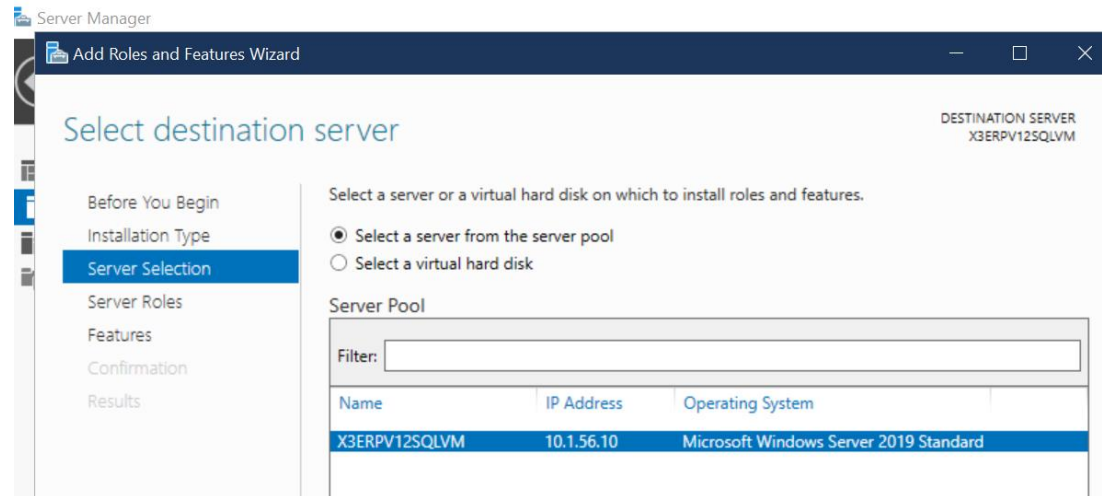 Server Manager
Add Roles and Features Wizard
Select destination server
DESTINATION SERVER
X3ERPV12SQLVM
Before You Begin
Installation Type
Server Selection
Server Roles
Features
Confirmation
Results
Select a server or a virtual hard disk on which to install roles and features.
Select a server from the server pool
Select a virtual hard disk
Server Pool
Filter:
Name IP Address Operating System
X3ERPV12SQLVM 10.1.56.10 Microsoft Windows Server 2019 Standard